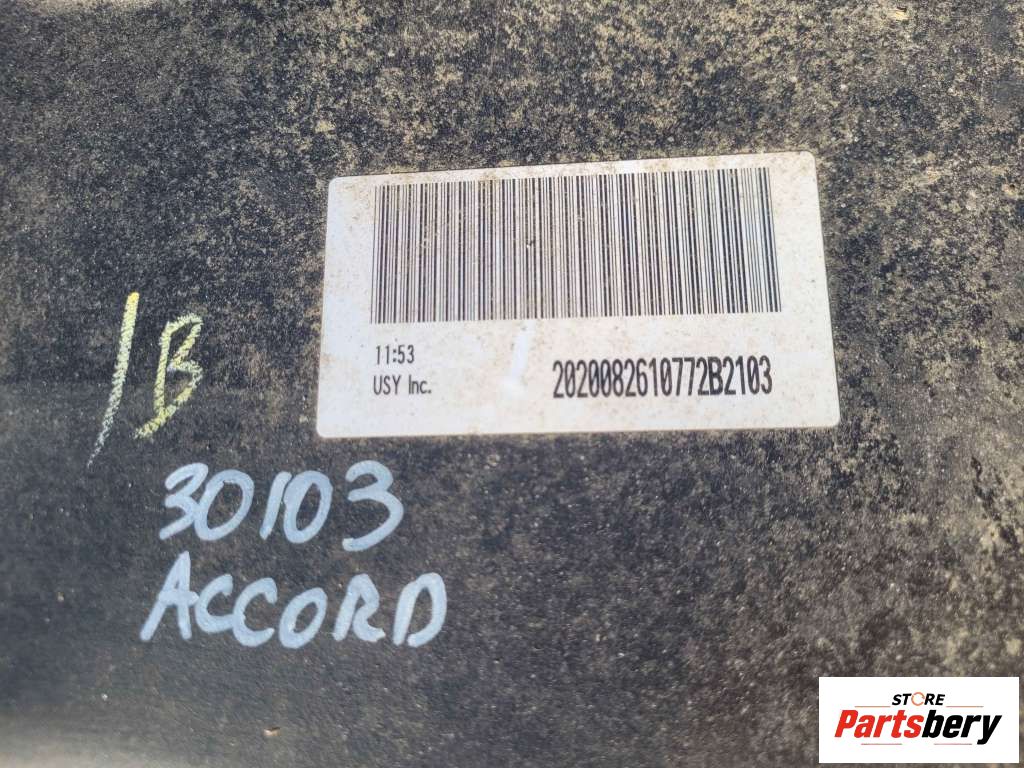 11:53
USY Inc.
2020082610772B2103
1B
30103
ACCORD
STORE
Partsbery